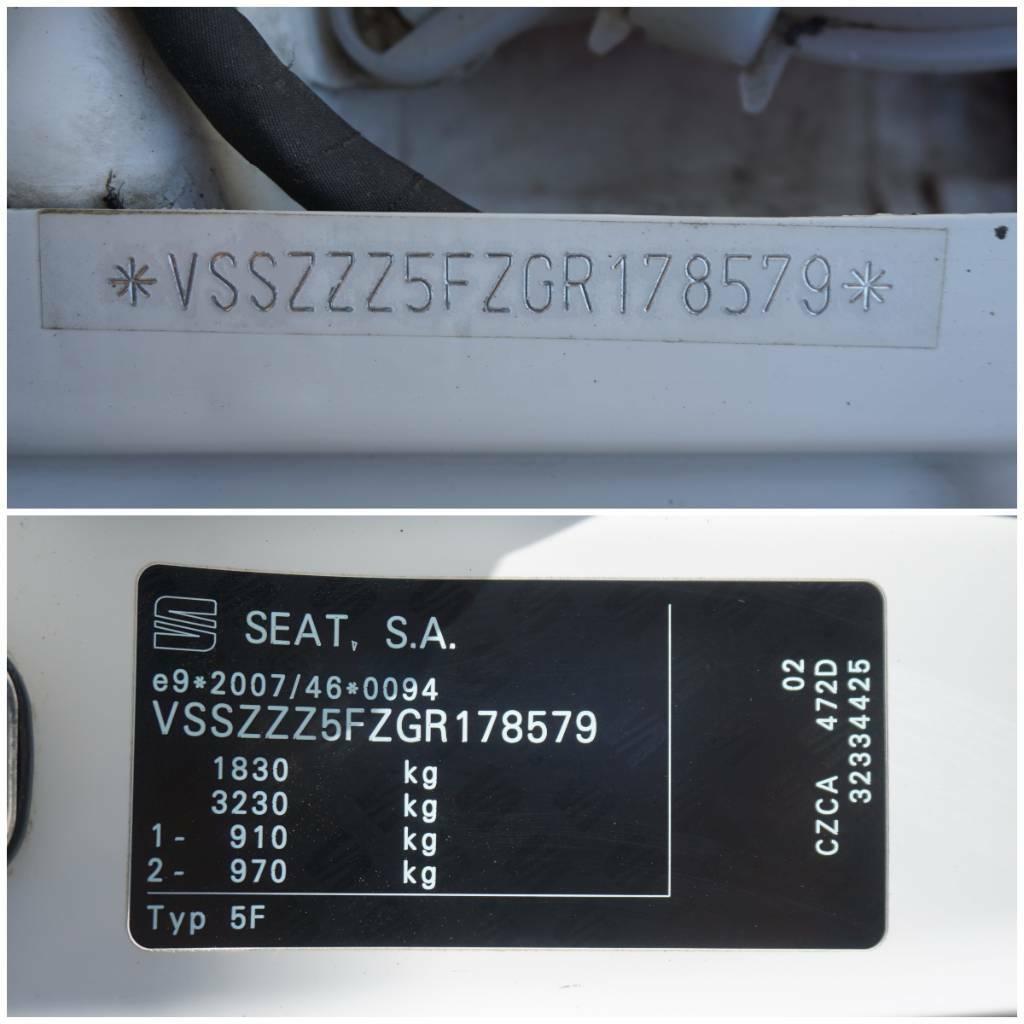 *VSSZZZ5FZGR178579*
SEAT, S.A.
e9*2007/46*0094
VSSZZZ5FZGR178579
1830 kg
3230 kg
1- 910 kg
2- 970 kg
Typ 5F
02
CZCA 472D
32334425